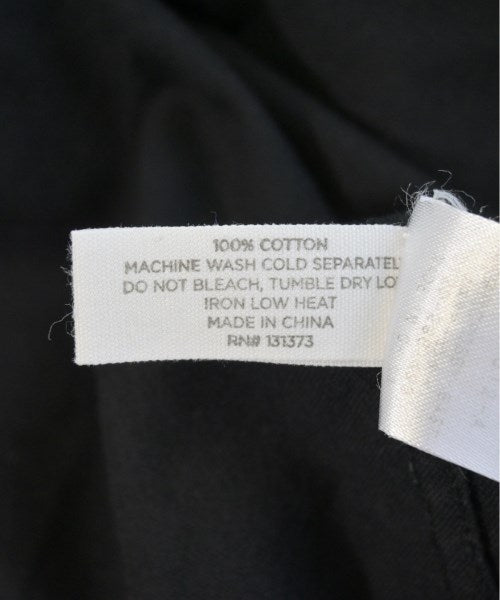 100% COTTON
MACHINE WASH COLD SEPARATEL
DO NOT BLEACH, TUMBLE DRY LO
IRON LOW HEAT
MADE IN CHINA
RN# 131373